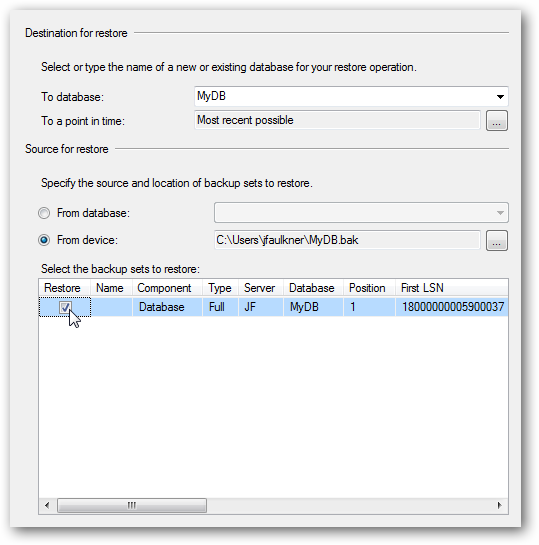 Destination for restore
Select or type the name of a new or existing database for your restore operation.
To database: MyDB
To a point in time: Most recent possible ...
Source for restore
Specify the source and location of backup sets to restore.
From database:
From device: C:\Users\jfaulkner\MyDB.bak ...
Select the backup sets to restore:
Restore Name Component Type Server Database Position First LSN
Database Full JF MyDB 1 18000000005900037